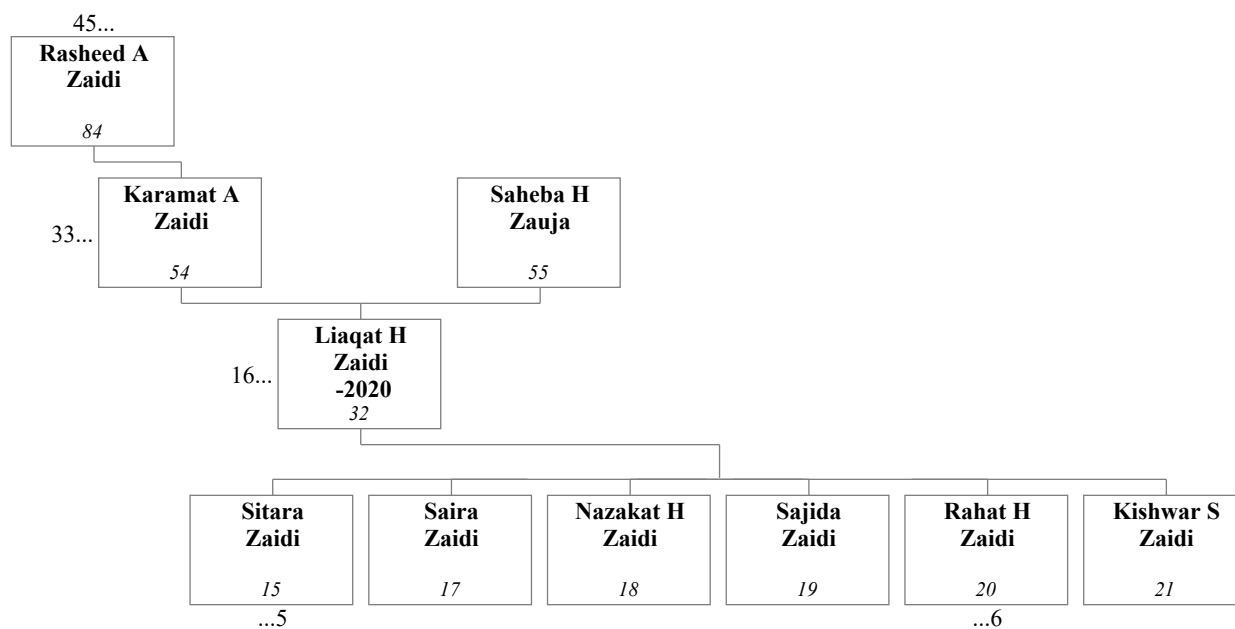 45...
Rasheed A
Zaidi
84
Karamat A
Zaidi
33...
54
Saheba H
Zauja
55
Liaqat H
Zaidi
-2020
16...
32
Sitara
Zaidi
15
...5
Saira
Zaidi
17
Nazakat H
Zaidi
18
Sajida
Zaidi
19
Rahat H
Zaidi
20
...6
Kishwar S
Zaidi
21